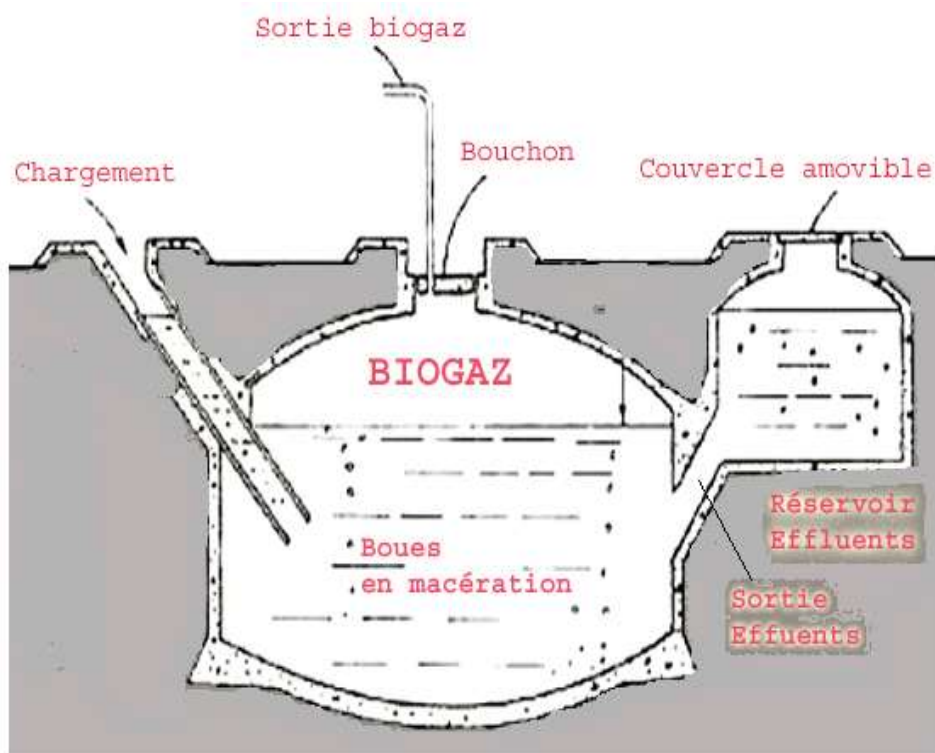 Sortie biogaz
Bouchon
Chargement
Couvercle amovible
BIOGAZ
Réservoir
Effluents
Boues
en macération
Sortie
Effuents